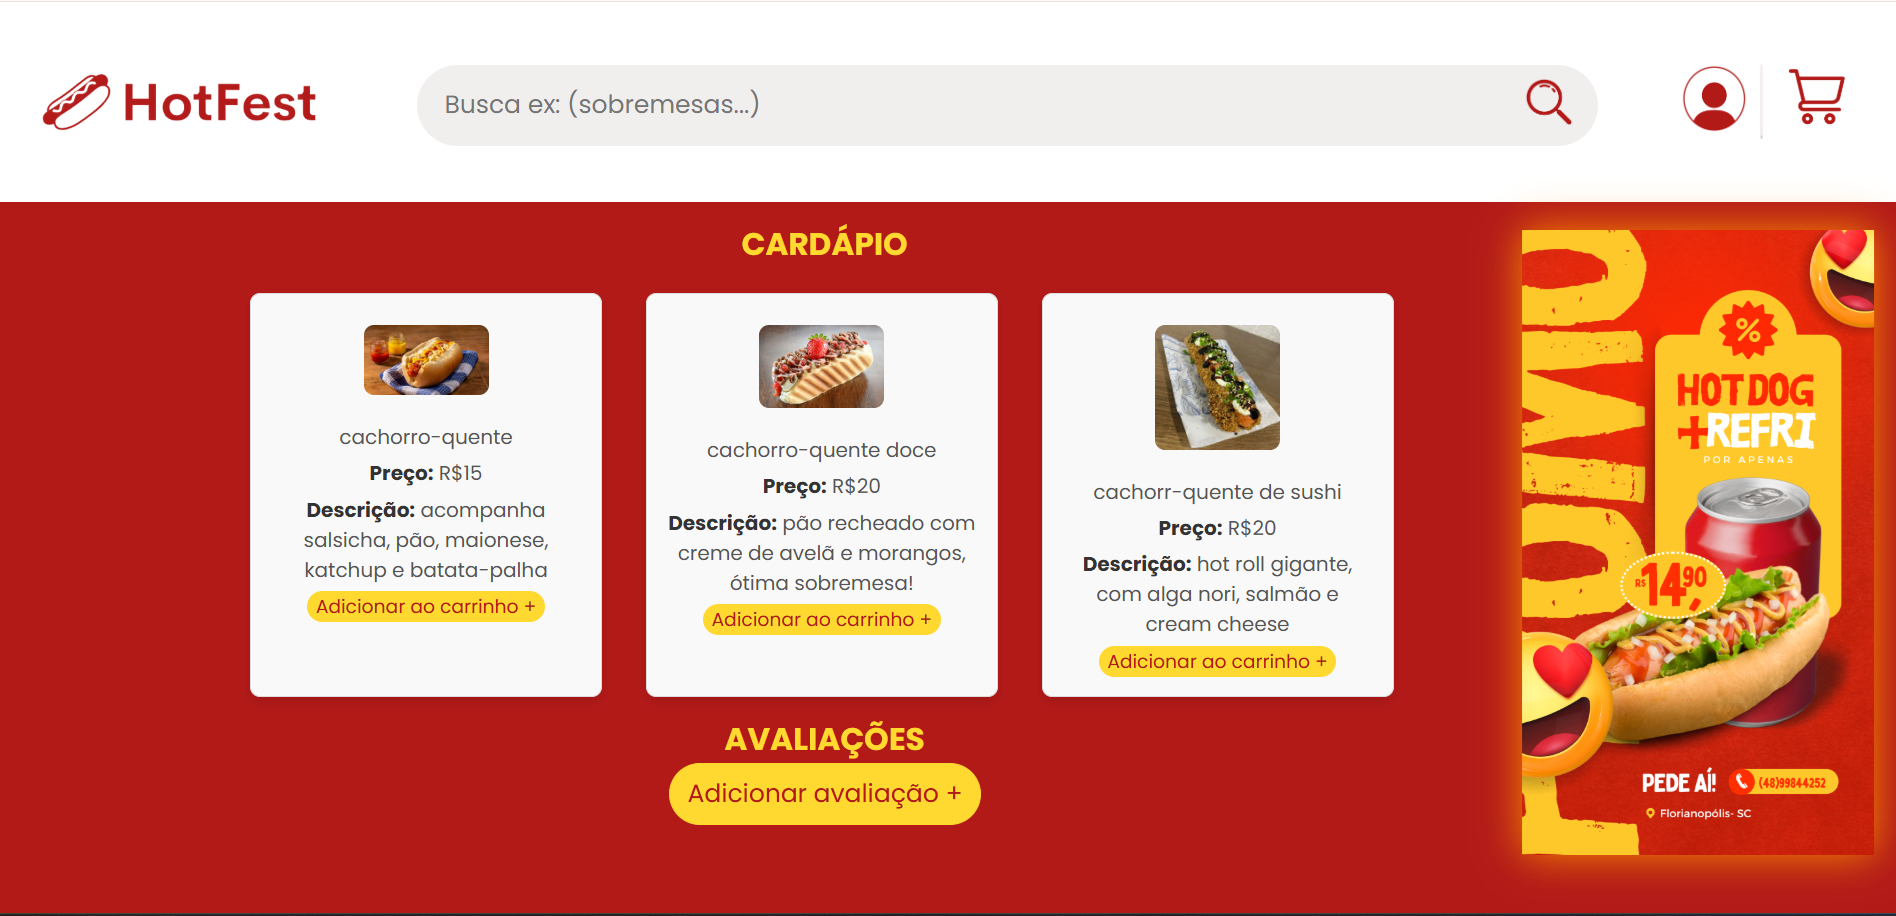 HotFest
Busca ex: (sobremesas...)
CARDÁPIO
cachorro-quente
Preço: R$15
Descrição: acompanha
salsicha, pão, maionese,
katchup e batata-palha
Adicionar ao carrinho +
cachorro-quente doce
Preço: R$20
Descrição: pão recheado com
creme de avelã e morangos,
ótima sobremesa!
Adicionar ao carrinho +
cachorr-quente de sushi
Preço: R$20
Descrição: hot roll gigante,
com alga nori, salmão e
cream cheese
Adicionar ao carrinho +
AVALIAÇÕES
Adicionar avaliação +
%
HOT DOG
+REFRI
POR APENAS
R$ 14,90
PEDE AÍ! (48)99844252
Florianopólis- SC